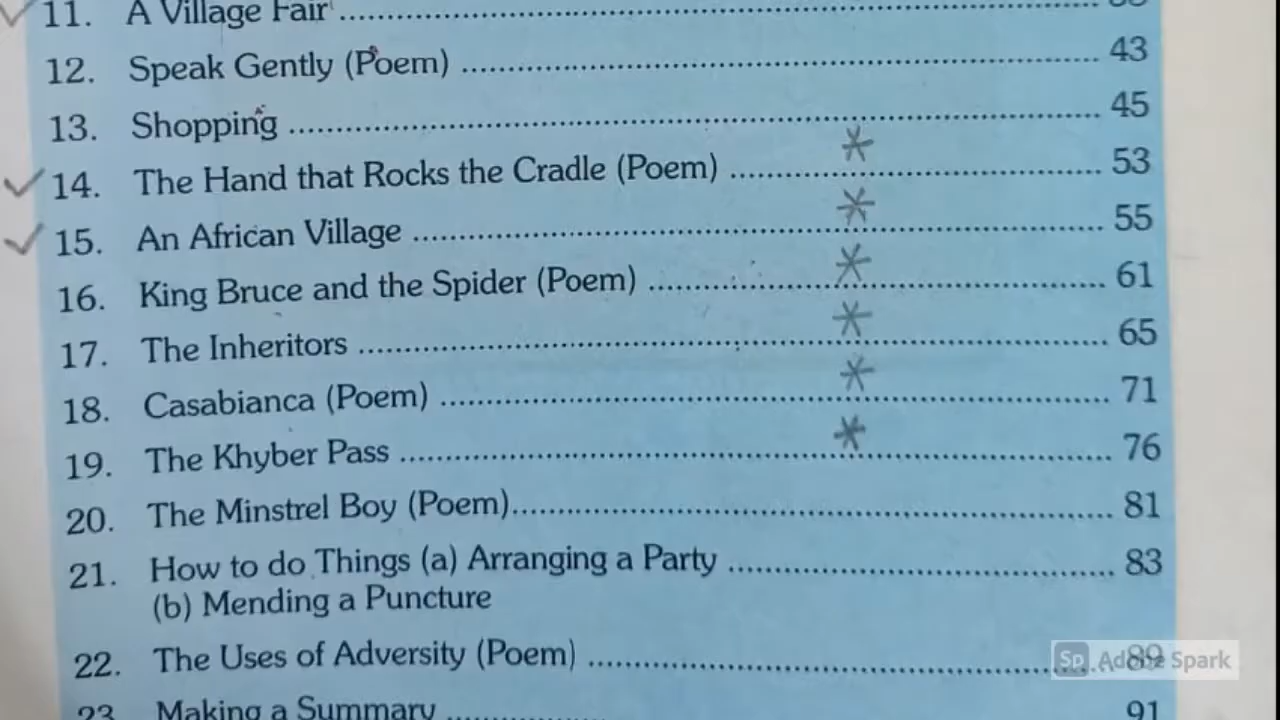 11. A Village Fair ..........
12. Speak Gently (Poem) .......... 43
13. Shopping .......... 45
14. The Hand that Rocks the Cradle (Poem) .......... 53
15. An African Village .......... 55
16. King Bruce and the Spider (Poem) .......... 61
17. The Inheritors .......... 65
18. Casabianca (Poem) .......... 71
19. The Khyber Pass .......... 76
20. The Minstrel Boy (Poem) .......... 81
21. How to do Things (a) Arranging a Party .......... 83
(b) Mending a Puncture
22. The Uses of Adversity (Poem) .......... 89
Sp Adobe Spark
23. Making a Summary .......... 91